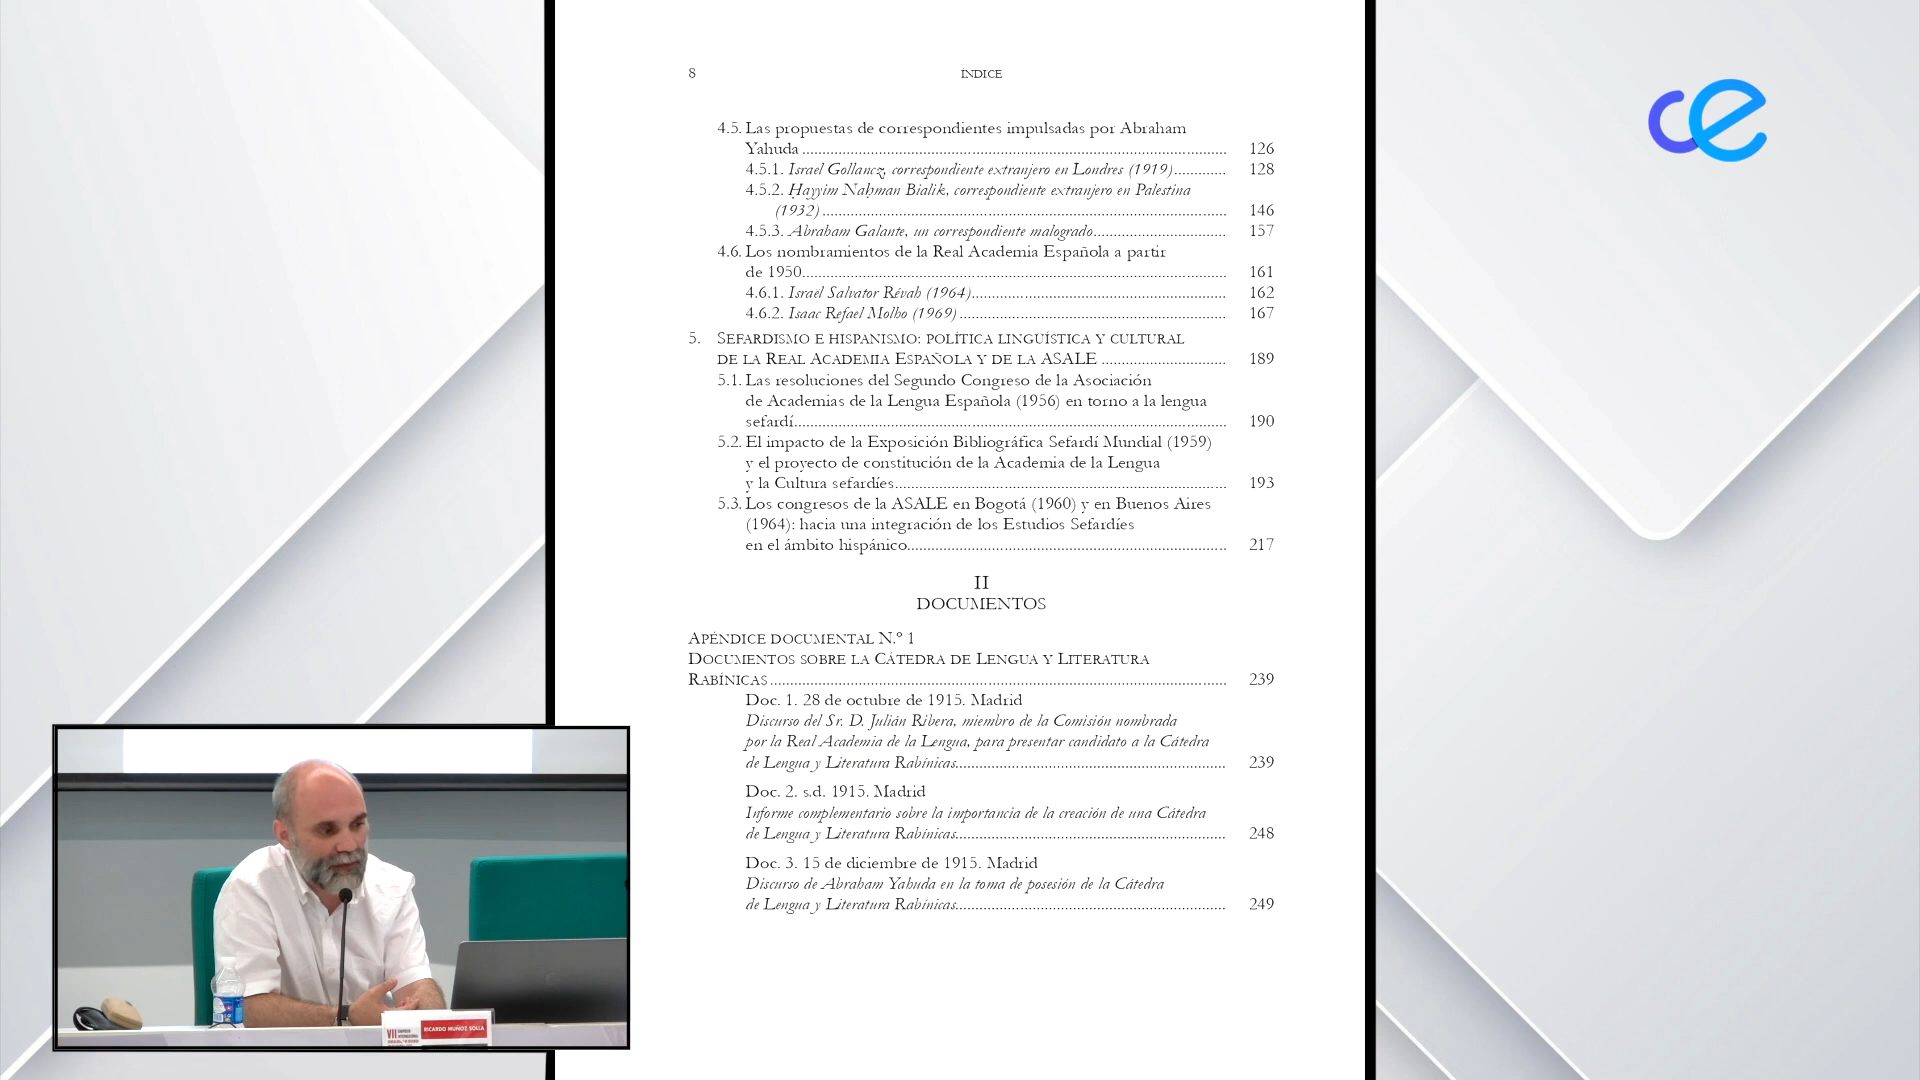 8 ÍNDICE
4.5. Las propuestas de correspondientes impulsadas por Abraham
Yahuda ........ 126
4.5.1. Israel Gollancz, correspondiente extranjero en Londres (1919) ........ 128
4.5.2. Ḥayyim Naḥman Bialik, correspondiente extranjero en Palestina
(1932) ........ 146
4.5.3. Abraham Galante, un correspondiente malogrado ........ 157
4.6. Los nombramientos de la Real Academia Española a partir
de 1950 ........ 161
4.6.1. Israël Salvator Révah (1964) ........ 162
4.6.2. Isaac Refael Molho (1969) ........ 167
5. SEFARDISMO E HISPANISMO: POLÍTICA LINGÜÍSTICA Y CULTURAL
DE LA REAL ACADEMIA ESPAÑOLA Y DE LA ASALE ........ 189
5.1. Las resoluciones del Segundo Congreso de la Asociación
de Academias de la Lengua Española (1956) en torno a la lengua
sefardí ........ 190
5.2. El impacto de la Exposición Bibliográfica Sefardí Mundial (1959)
y el proyecto de constitución de la Academia de la Lengua
y la Cultura sefardíes ........ 193
5.3. Los congresos de la ASALE en Bogotá (1960) y en Buenos Aires
(1964): hacia una integración de los Estudios Sefardíes
en el ámbito hispánico ........ 217
II
DOCUMENTOS
APÉNDICE DOCUMENTAL N.º 1
DOCUMENTOS SOBRE LA CÁTEDRA DE LENGUA Y LITERATURA
RABÍNICAS ........ 239
Doc. 1. 28 de octubre de 1915. Madrid
Discurso del Sr. D. Julián Ribera, miembro de la Comisión nombrada
por la Real Academia de la Lengua, para presentar candidato a la Cátedra
de Lengua y Literatura Rabínicas ........ 239
Doc. 2. s.d. 1915. Madrid
Informe complementario sobre la importancia de la creación de una Cátedra
de Lengua y Literatura Rabínicas ........ 248
Doc. 3. 15 de diciembre de 1915. Madrid
Discurso de Abraham Yahuda en la toma de posesión de la Cátedra
de Lengua y Literatura Rabínicas ........ 249
ce
VII
RICARDO MUÑOZ SOLLA